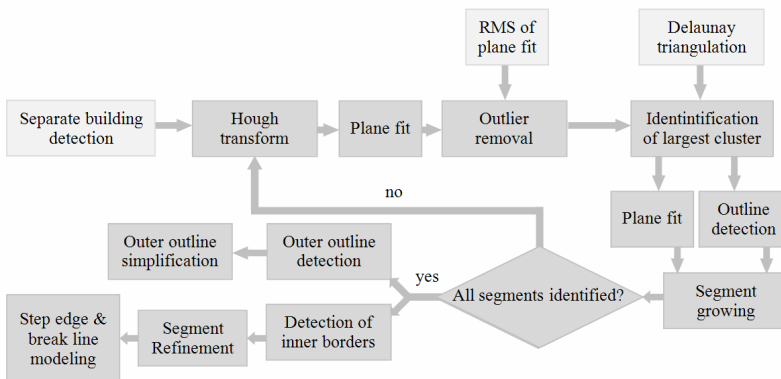 RMS of
plane fit
Delaunay
triangulation
Separate building
detection
Hough
transform
Plane fit
Outlier
removal
Identintification
of largest cluster
no
Plane fit
Outline
detection
Outer outline
simplification
Outer outline
detection
yes
All segments identified?
Segment
growing
Step edge &
break line
modeling
Segment
Refinement
Detection of
inner borders